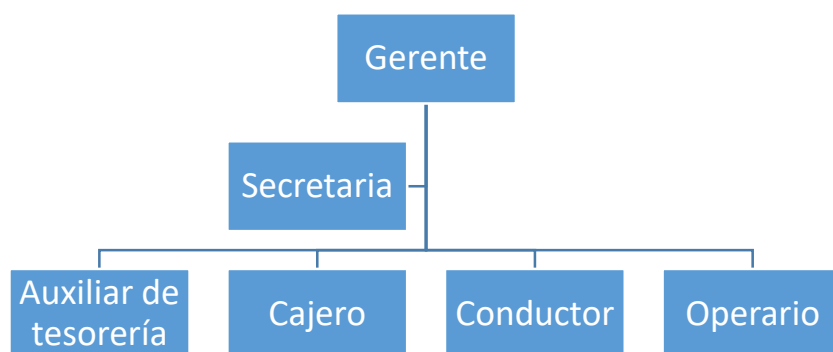 Gerente
Secretaria
Auxiliar de
tesorería
Cajero
Conductor
Operario